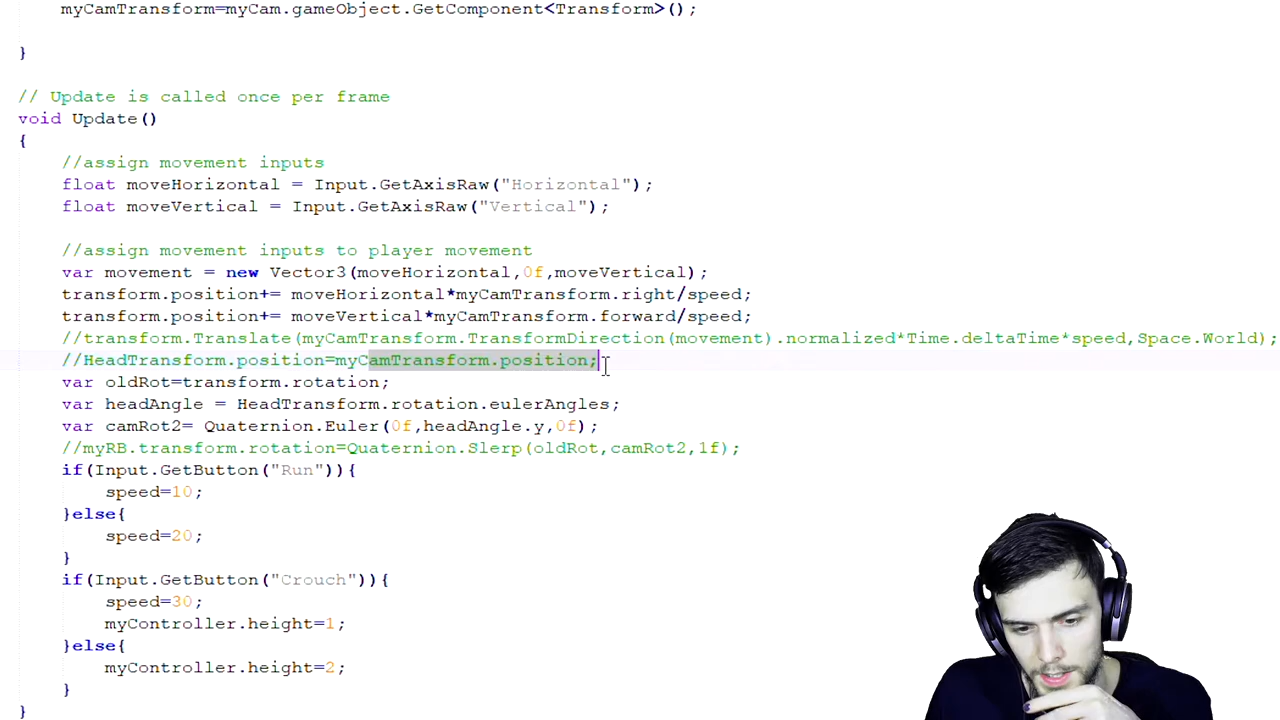 myCamTransform=myCam.gameObject.GetComponent<Transform>();
}
// Update is called once per frame
void Update()
{
//assign movement inputs
float moveHorizontal = Input.GetAxisRaw("Horizontal");
float moveVertical = Input.GetAxisRaw("Vertical");
//assign movement inputs to player movement
var movement = new Vector3(moveHorizontal,0f,moveVertical);
transform.position+= moveHorizontal*myCamTransform.right/speed;
transform.position+= moveVertical*myCamTransform.forward/speed;
//transform.Translate(myCamTransform.TransformDirection(movement).normalized*Time.deltaTime*speed,Space.World);
//HeadTransform.position=myCamTransform.position;
var oldRot=transform.rotation;
var headAngle = HeadTransform.rotation.eulerAngles;
var camRot2= Quaternion.Euler(0f,headAngle.y,0f);
//myRB.transform.rotation=Quaternion.Slerp(oldRot,camRot2,1f);
if(Input.GetButton("Run")){
speed=10;
}else{
speed=20;
}
if(Input.GetButton("Crouch")){
speed=30;
myController.height=1;
}else{
myController.height=2;
}
}